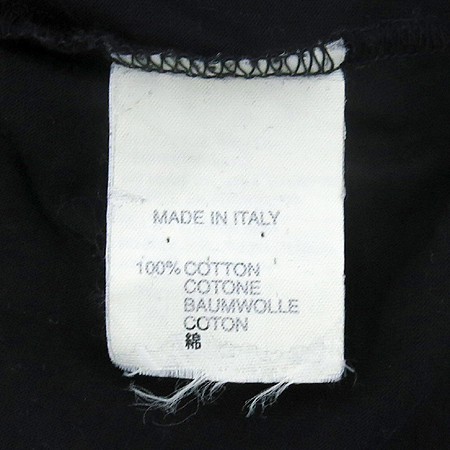 MADE IN ITALY
100% COTTON
COTONE
BAUMWOLLE
COTON
綿